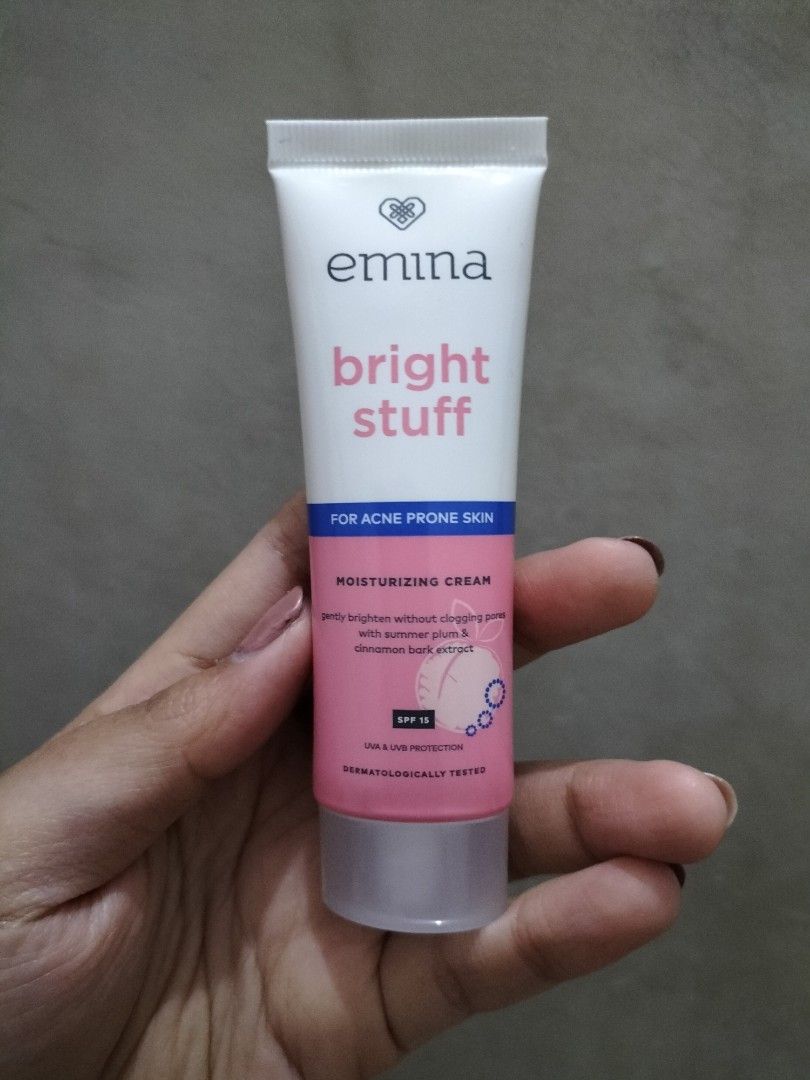 emina
bright
stuff
FOR ACNE PRONE SKIN
MOISTURIZING CREAM
gently brighten without clogging pores
with summer plum &
cinnamon bark extract
SPF 15
UVA & UVB PROTECTION
DERMATOLOGICALLY TESTED